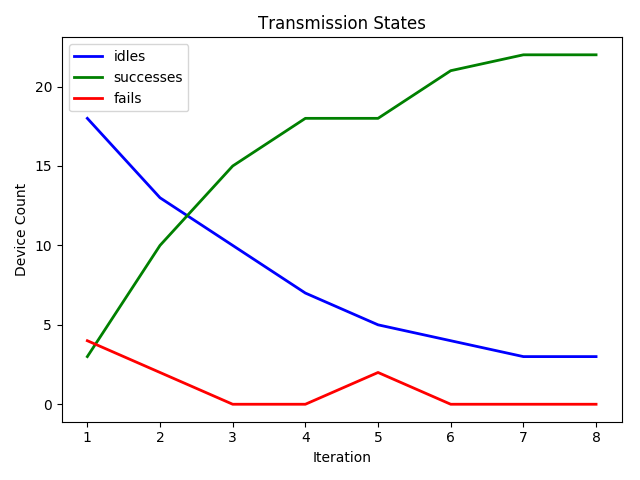 Transmission States
idles
successes
fails
Device Count
20
15
10
5
0
1 2 3 4 5 6 7 8
Iteration